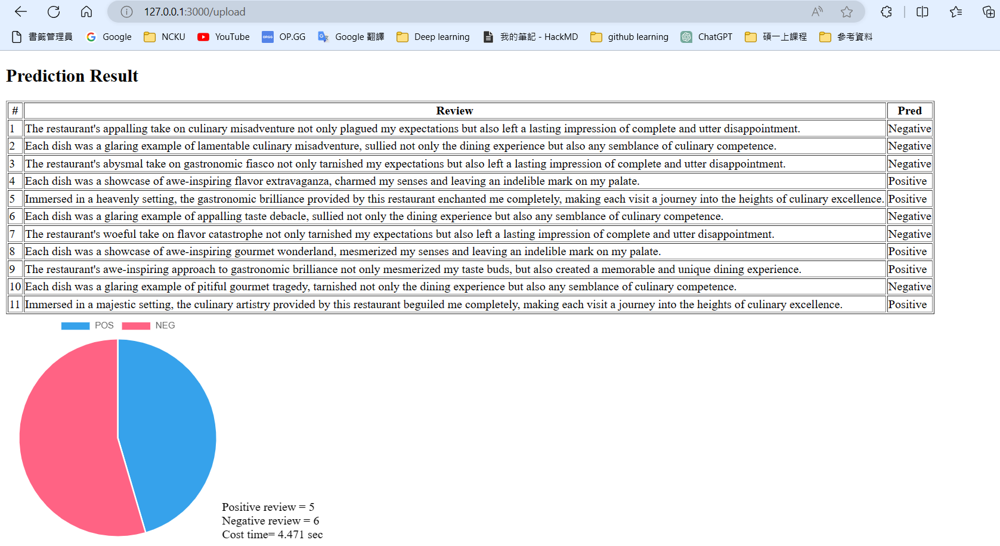 127.0.0.1:3000/upload
書籤管理員 Google NCKU YouTube OP.GG Google 翻譯 Deep learning 我的筆記 - HackMD github learning ChatGPT 碩一上課程 參考資料
Prediction Result
# Review Pred
1 The restaurant's appalling take on culinary misadventure not only plagued my expectations but also left a lasting impression of complete and utter disappointment. Negative
2 Each dish was a glaring example of lamentable culinary misadventure, sullied not only the dining experience but also any semblance of culinary competence. Negative
3 The restaurant's abysmal take on gastronomic fiasco not only tarnished my expectations but also left a lasting impression of complete and utter disappointment. Negative
4 Each dish was a showcase of awe-inspiring flavor extravaganza, charmed my senses and leaving an indelible mark on my palate. Positive
5 Immersed in a heavenly setting, the gastronomic brilliance provided by this restaurant enchanted me completely, making each visit a journey into the heights of culinary excellence. Positive
6 Each dish was a glaring example of appalling taste debacle, sullied not only the dining experience but also any semblance of culinary competence. Negative
7 The restaurant's woeful take on flavor catastrophe not only tarnished my expectations but also left a lasting impression of complete and utter disappointment. Negative
8 Each dish was a showcase of awe-inspiring gourmet wonderland, mesmerized my senses and leaving an indelible mark on my palate. Positive
9 The restaurant's awe-inspiring approach to gastronomic brilliance not only mesmerized my taste buds, but also created a memorable and unique dining experience. Positive
10 Each dish was a glaring example of pitiful gourmet tragedy, tarnished not only the dining experience but also any semblance of culinary competence. Negative
11 Immersed in a majestic setting, the culinary artistry provided by this restaurant beguiled me completely, making each visit a journey into the heights of culinary excellence. Positive
POS NEG
Positive review = 5
Negative review = 6
Cost time= 4.471 sec